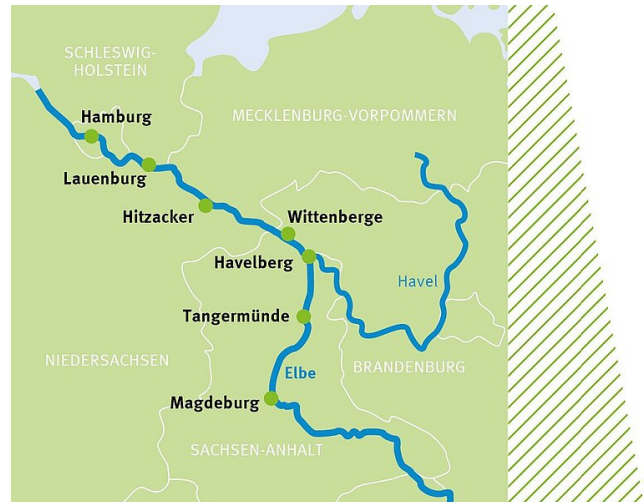 SCHLESWIG-
HOLSTEIN
Hamburg
MECKLENBURG-VORPOMMERN
Lauenburg
Hitzacker
Wittenberge
Havelberg
Havel
Tangermünde
NIEDERSACHSEN
Elbe
BRANDENBURG
Magdeburg
SACHSEN-ANHALT